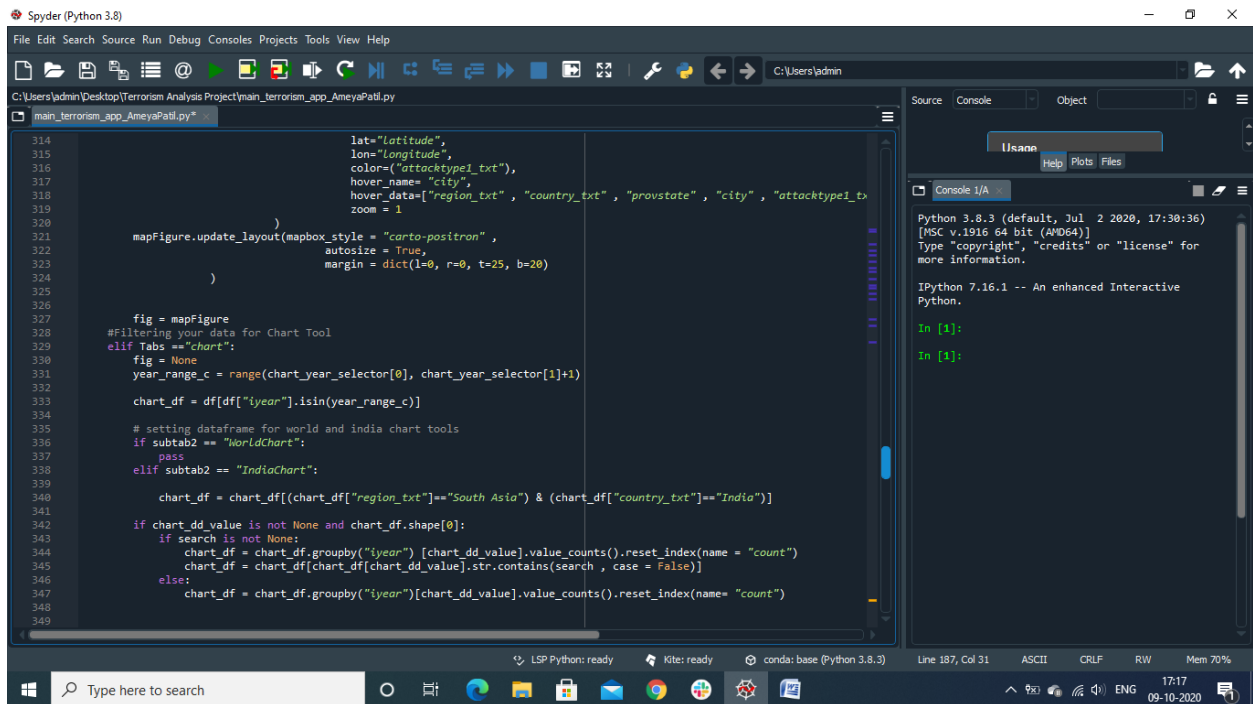 Spyder (Python 3.8)
File Edit Search Source Run Debug Consoles Projects Tools View Help
C:\Users\admin
C:\Users\admin\Desktop\Terrorism Analysis Project\main_terrorism_app_AmeyaPatil.py
main_terrorism_app_AmeyaPatil.py*
314 lat="latitude",
315 lon="longitude",
316 color=("attacktype1_txt"),
317 hover_name= "city",
318 hover_data=["region_txt" , "country_txt" , "provstate" , "city" , "attacktype1_tx
319 zoom = 1
320 )
321 mapFigure.update_layout(mapbox_style = "carto-positron" ,
322 autosize = True,
323 margin = dict(l=0, r=0, t=25, b=20)
324 )
325
326
327 fig = mapFigure
328 #Filtering your data for Chart Tool
329 elif Tabs =="chart":
330 fig = None
331 year_range_c = range(chart_year_selector[0], chart_year_selector[1]+1)
332
333 chart_df = df[df["iyear"].isin(year_range_c)]
334
335 # setting dataframe for world and india chart tools
336 if subtab2 == "WorldChart":
337 pass
338 elif subtab2 == "IndiaChart":
339
340 chart_df = chart_df[(chart_df["region_txt"]=="South Asia") & (chart_df["country_txt"]=="India")]
341
342 if chart_dd_value is not None and chart_df.shape[0]:
343 if search is not None:
344 chart_df = chart_df.groupby("iyear") [chart_dd_value].value_counts().reset_index(name = "count")
345 chart_df = chart_df[chart_df[chart_dd_value].str.contains(search , case = False)]
346 else:
347 chart_df = chart_df.groupby("iyear")[chart_dd_value].value_counts().reset_index(name= "count")
348
349
Source Console Object
Usage
Help Plots Files
Console 1/A
Python 3.8.3 (default, Jul 2 2020, 17:30:36)
[MSC v.1916 64 bit (AMD64)]
Type "copyright", "credits" or "license" for
more information.
IPython 7.16.1 -- An enhanced Interactive
Python.
In [1]:
In [1]:
LSP Python: ready Kite: ready conda: base (Python 3.8.3) Line 187, Col 31 ASCII CRLF RW Mem 70%
Type here to search
ENG
17:17
09-10-2020
1